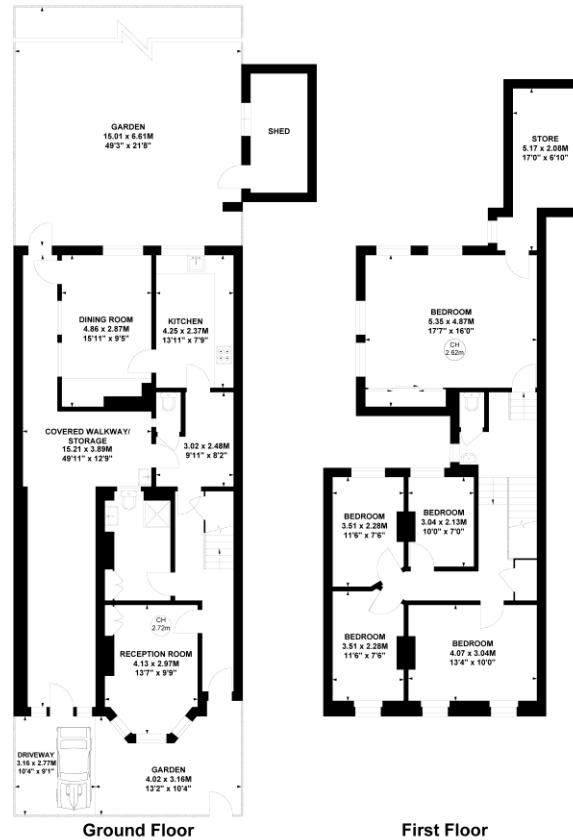 GARDEN
15.01 x 6.61M
49'3" x 21'8"
SHED
DINING ROOM
4.86 x 2.87M
15'11" x 9'5"
KITCHEN
4.25 x 2.37M
13'11" x 7'9"
COVERED WALKWAY/
STORAGE
15.21 x 3.89M
49'11" x 12'9"
3.02 x 2.48M
9'11" x 8'2"
CH
2.72m
RECEPTION ROOM
4.13 x 2.97M
13'7" x 9'9"
DRIVEWAY
3.16 x 2.77M
10'4" x 9'1"
GARDEN
4.02 x 3.16M
13'2" x 10'4"
Ground Floor
STORE
5.17 x 2.08M
17'0" x 6'10"
BEDROOM
5.35 x 4.87M
17'7" x 16'0"
CH
2.62m
BEDROOM
3.51 x 2.28M
11'6" x 7'6"
BEDROOM
3.04 x 2.13M
10'0" x 7'0"
BEDROOM
3.51 x 2.28M
11'6" x 7'6"
BEDROOM
4.07 x 3.04M
13'4" x 10'0"
First Floor